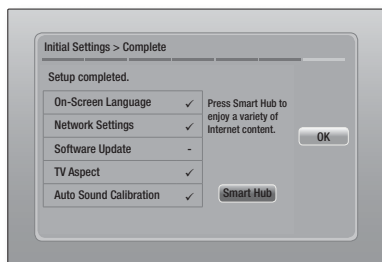 Initial Settings > Complete
Setup completed.
On-Screen Language ✓
Network Settings ✓
Software Update -
TV Aspect ✓
Auto Sound Calibration ✓
Press Smart Hub to
enjoy a variety of
Internet content.
Smart Hub
OK